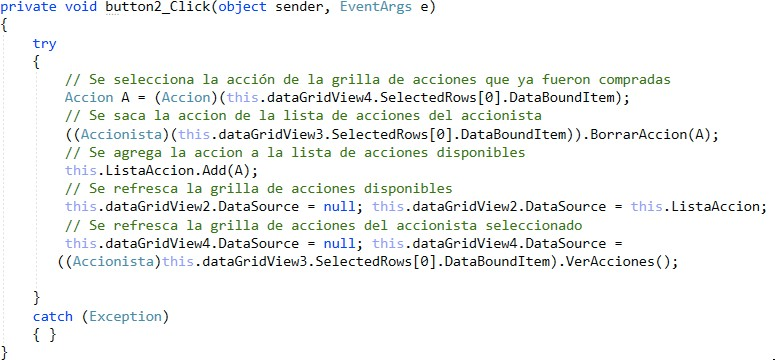 private void button2_Click(object sender, EventArgs e)
{
try
{
// Se selecciona la acción de la grilla de acciones que ya fueron compradas
Accion A = (Accion)(this.dataGridView4.SelectedRows[0].DataBoundItem);
// Se saca la accion de la lista de acciones del accionista
((Accionista)(this.dataGridView3.SelectedRows[0].DataBoundItem)).BorrarAccion(A);
// Se agrega la accion a la lista de acciones disponibles
this.ListaAccion.Add(A);
// Se refresca la grilla de acciones disponibles
this.dataGridView2.DataSource = null; this.dataGridView2.DataSource = this.ListaAccion;
// Se refresca la grilla de acciones del accionista seleccionado
this.dataGridView4.DataSource = null; this.dataGridView4.DataSource =
((Accionista)this.dataGridView3.SelectedRows[0].DataBoundItem).VerAcciones();
}
catch (Exception)
{ }
}